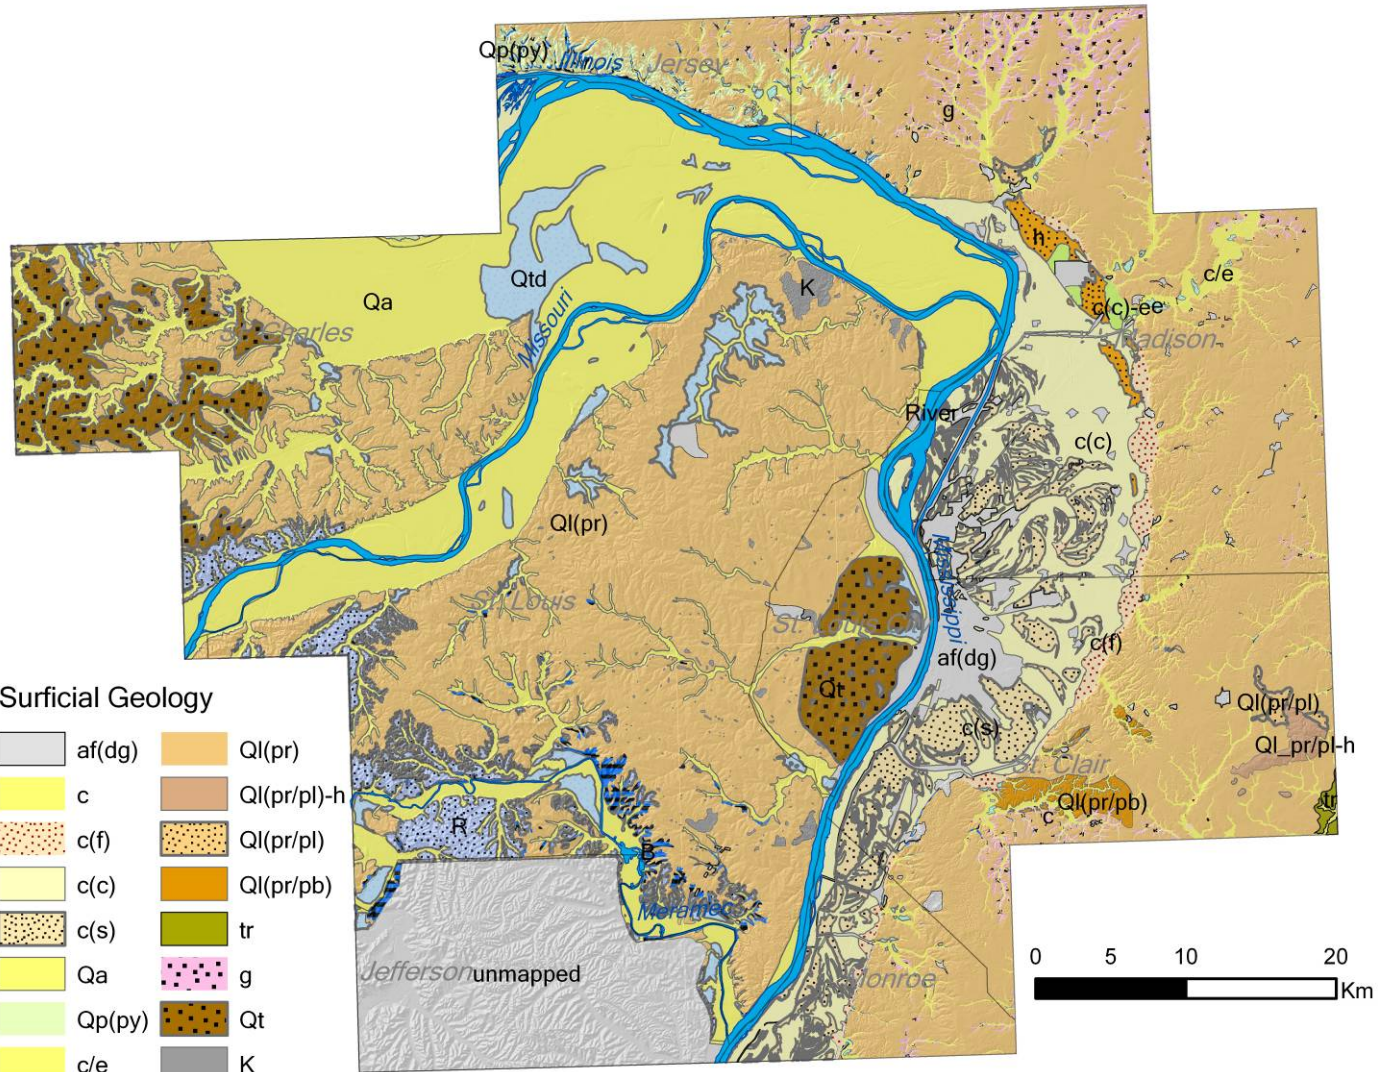 Qp(py)
Illinois
Jersey
g
h
Qtd
Qa
K
c/e
c(c)-ee
St. Charles
Missouri
Madison
River
c(c)
Ql(pr)
Mississippi
St. Louis
St. Louis City
c(f)
af(dg)
Qt
Ql(pr/pl)
c(s)
Ql_pr/pl-h
St. Clair
Ql(pr/pb)
tr
c
R
B
Meramec
Jefferson
unmapped
Monroe
Surficial Geology
af(dg)
Ql(pr)
c
Ql(pr/pl)-h
c(f)
Ql(pr/pl)
c(c)
Ql(pr/pb)
c(s)
tr
Qa
g
Qp(py)
Qt
c/e
K
0 5 10 20
Km